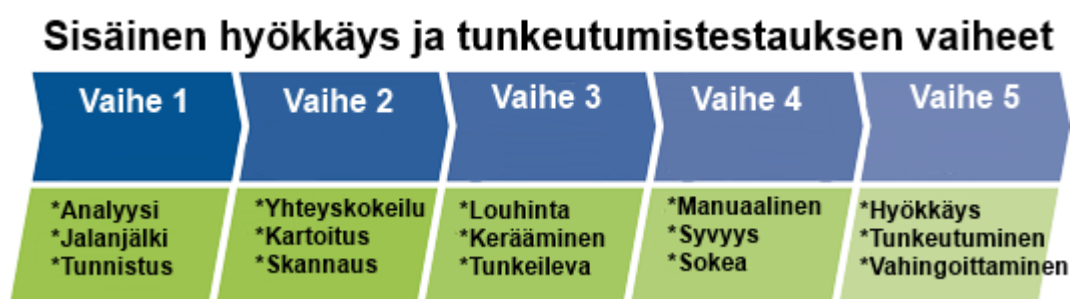 Sisäinen hyökkäys ja tunkeutumistestauksen vaiheet
Vaihe 1
*Analyysi
*Jalanjälki
*Tunnistus
Vaihe 2
*Yhteyskokeilu
*Kartoitus
*Skannaus
Vaihe 3
*Louhinta
*Kerääminen
*Tunkeileva
Vaihe 4
*Manuaalinen
*Syvyys
*Sokea
Vaihe 5
*Hyökkäys
*Tunkeutuminen
*Vahingoittaminen